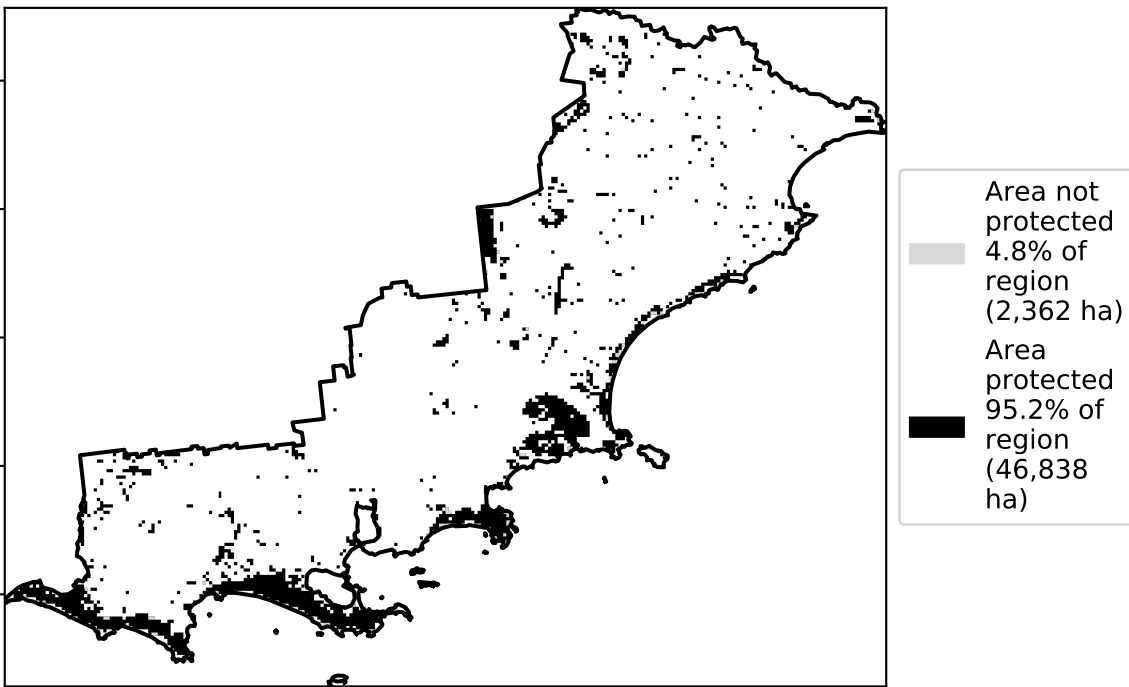 Area not
protected
4.8% of
region
(2,362 ha)
Area
protected
95.2% of
region
(46,838
ha)